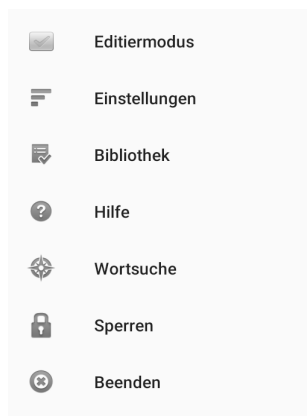 Editiermodus
Einstellungen
Bibliothek
Hilfe
Wortsuche
Sperren
Beenden